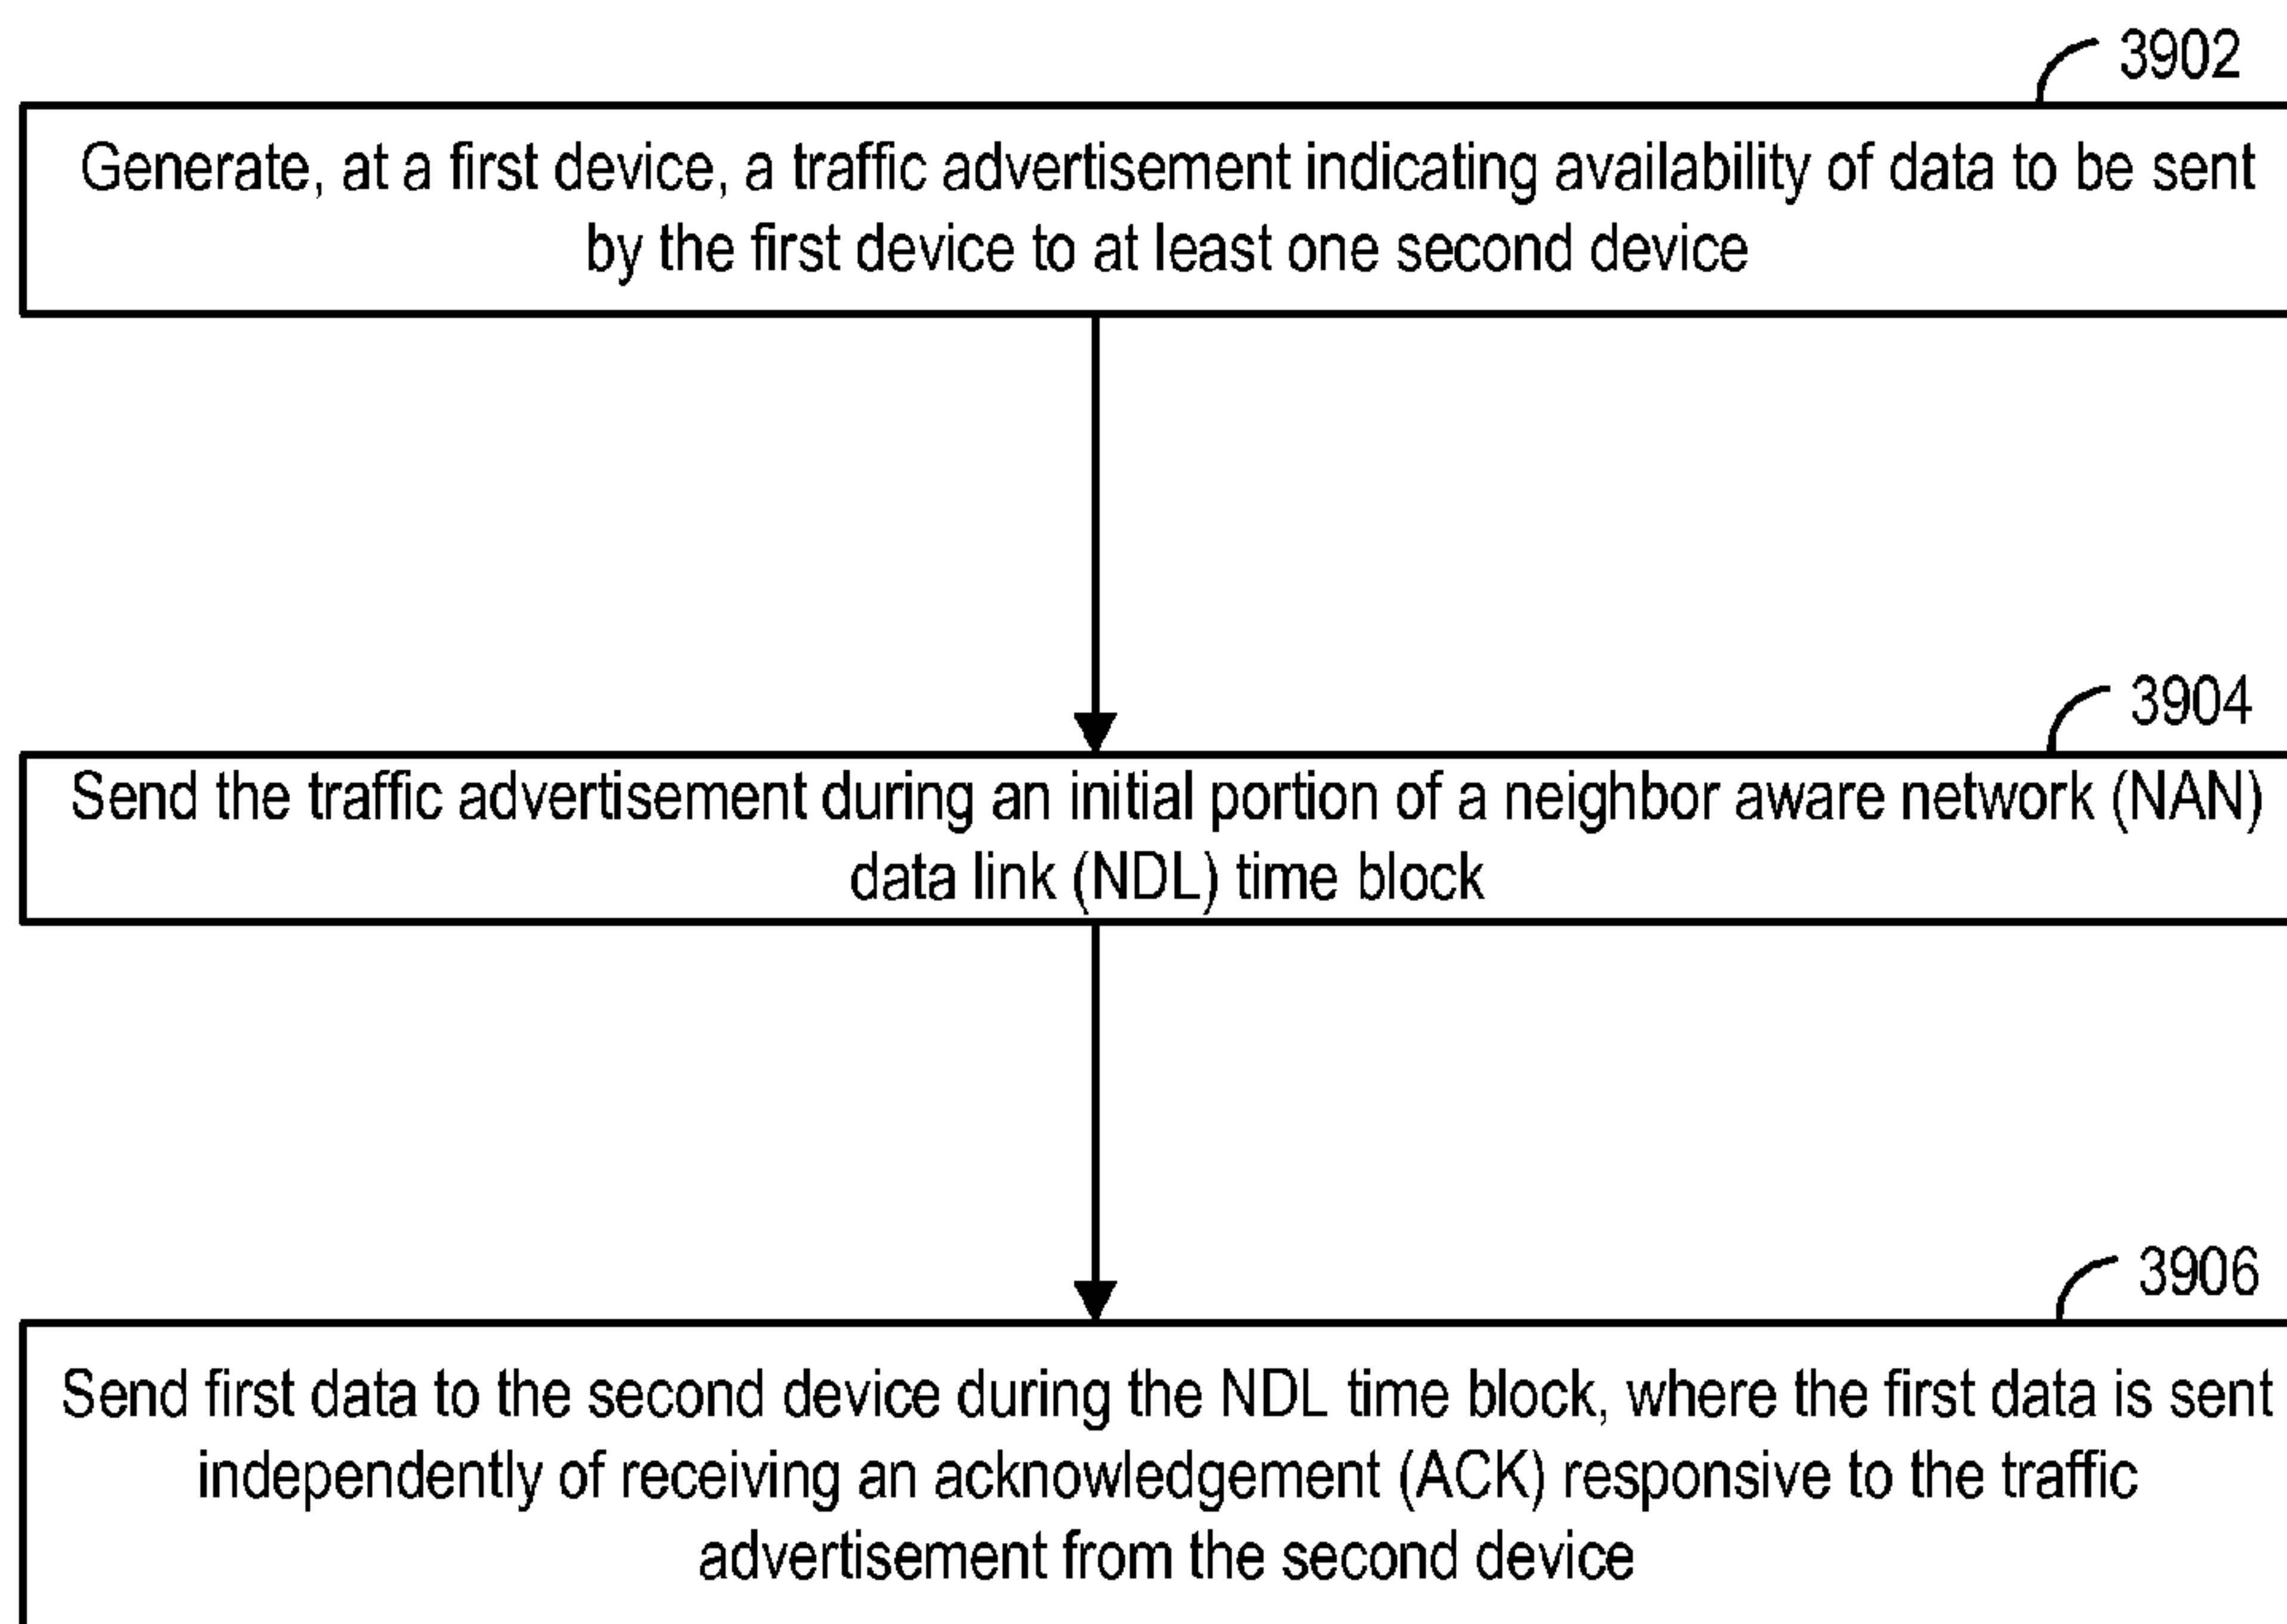 3902
Generate, at a first device, a traffic advertisement indicating availability of data to be sent
by the first device to at least one second device
3904
Send the traffic advertisement during an initial portion of a neighbor aware network (NAN)
data link (NDL) time block
3906
Send first data to the second device during the NDL time block, where the first data is sent
independently of receiving an acknowledgement (ACK) responsive to the traffic
advertisement from the second device